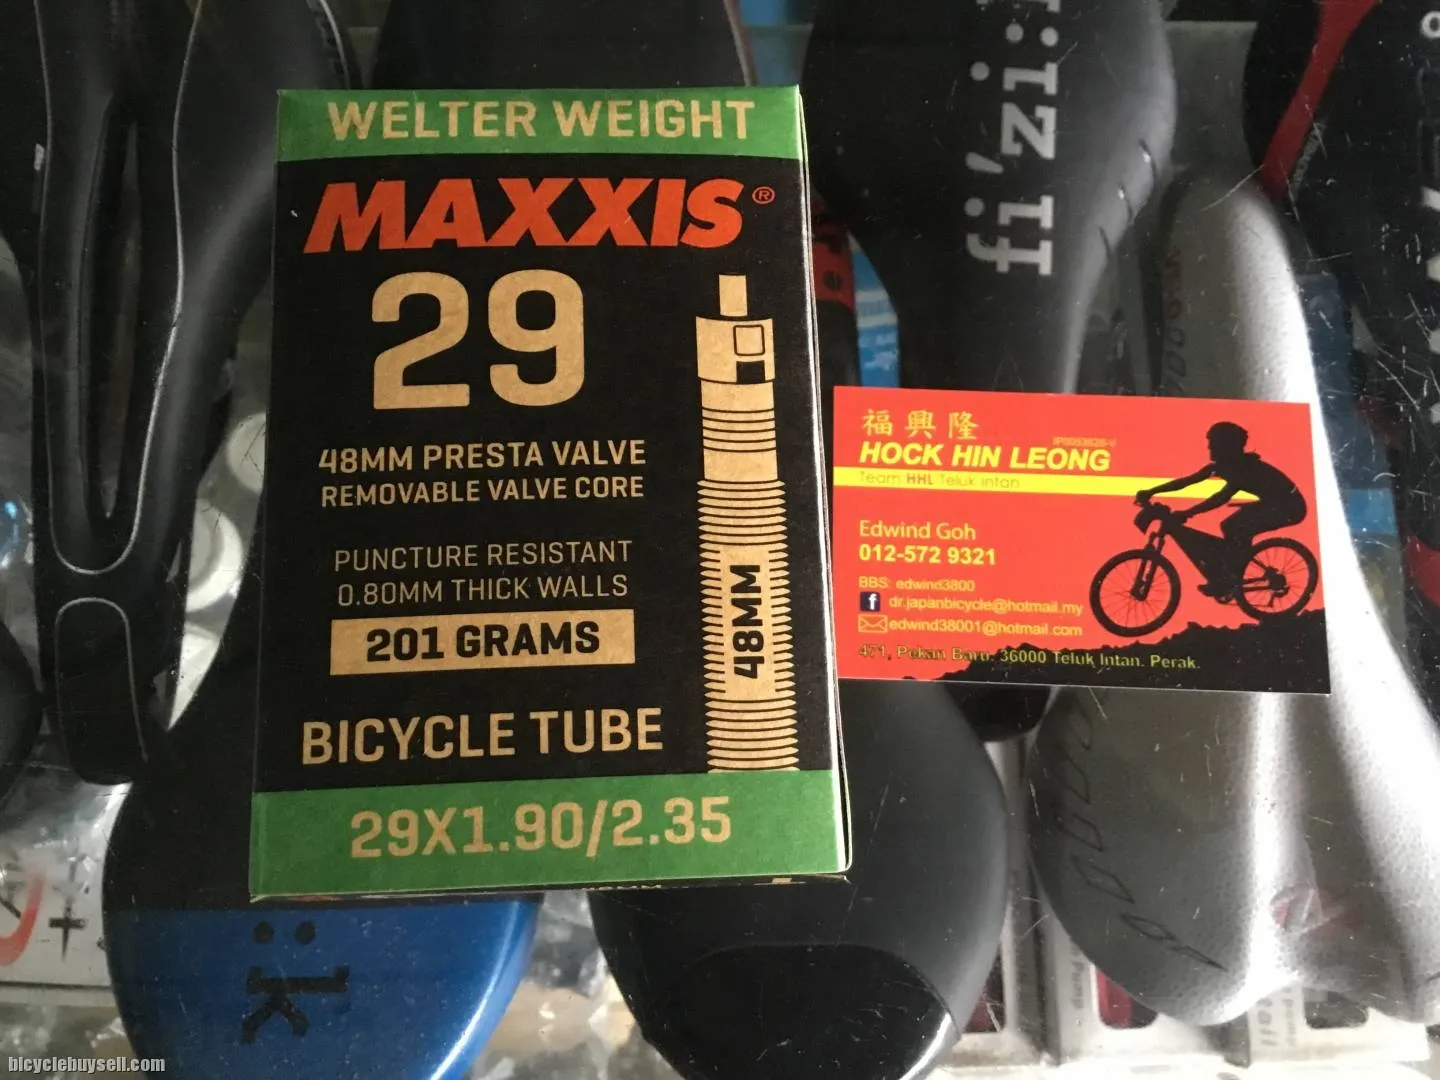 WELTER WEIGHT
MAXXIS®
29
48MM PRESTA VALVE
REMOVABLE VALVE CORE
PUNCTURE RESISTANT
0.80MM THICK WALLS
201 GRAMS
48MM
BICYCLE TUBE
29X1.90/2.35
fi'zi:k
福興隆
HOCK HIN LEONG
Team HHL Teluk Intan
Edwind Goh
012-572 9321
BBS: edwind3800
f dr.japanbicycle@hotmail.my
edwind38001@hotmail.com
471, Pekan Baru. 36000 Teluk Intan. Perak.
:k
bicyclebuysell.com